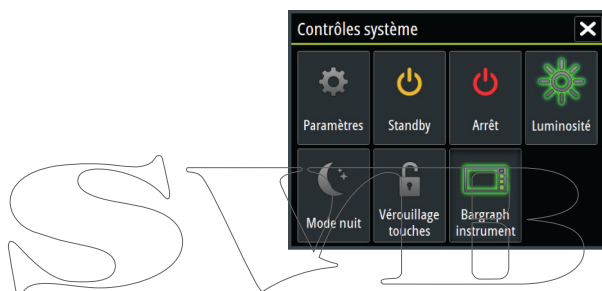 Contrôles système
Paramètres
Standby
Arrêt
Luminosité
Mode nuit
Vérouillage
touches
Bargraph
instrument
SVB